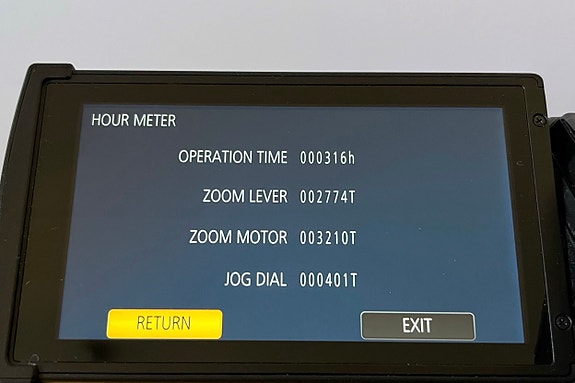 HOUR METER
OPERATION TIME 000316h
ZOOM LEVER 002774T
ZOOM MOTOR 003210T
JOG DIAL 000401T
RETURN EXIT